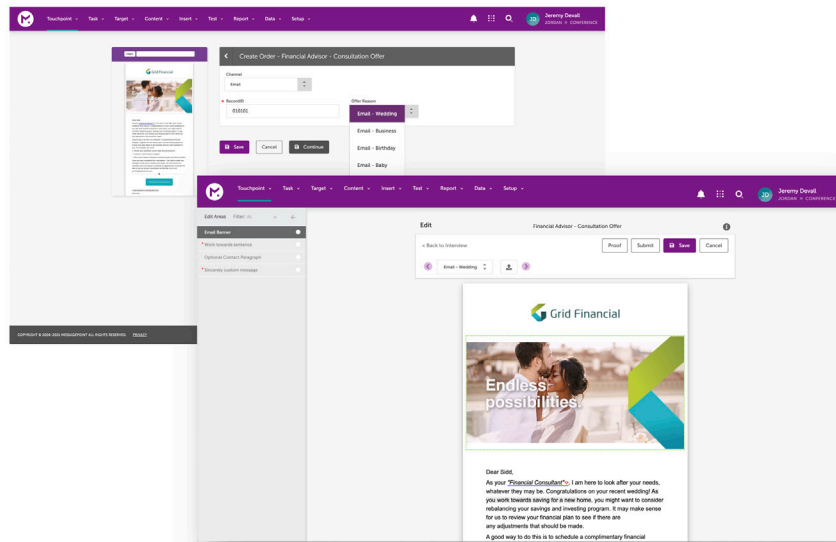 Touchpoint Task Target Content Insert Test Report Data Setup
Jeremy Devall
JD
JORDAN CONFERENCE
Grid Financial
Create Order - Financial Advisor - Consultation Offer
Channel
Email
* RecordID
010101
Offer Reason
Email - Wedding
Email - Business
Email - Birthday
Email - Baby
Save
Cancel
Continue
COPYRIGHT © 2006-2021 MESSAGEPOINT ALL RIGHTS RESERVED PRIVACY
Touchpoint Task Target Content Insert Test Report Data Setup
Jeremy Devall
JD
JORDAN CONFERENCE
Edit Areas Filter: All
Email Banner
* Work towards sentence
Optional Contact Paragraph
* Sincerely custom message
Edit
Financial Advisor - Consultation Offer
< Back to Interview
Proof
Submit
Save
Cancel
Email - Wedding
Grid Financial
Endless
possibilities.
Dear Sidd,
As your "Financial Consultant", I am here to look after your needs,
whatever they may be. Congratulations on your recent wedding! As
you work towards saving for a new home, you might want to consider
rebalancing your savings and investing program. It may make sense
for us to review your financial plan to see if there are
any adjustments that should be made.
A good way to do this is to schedule a complimentary financial